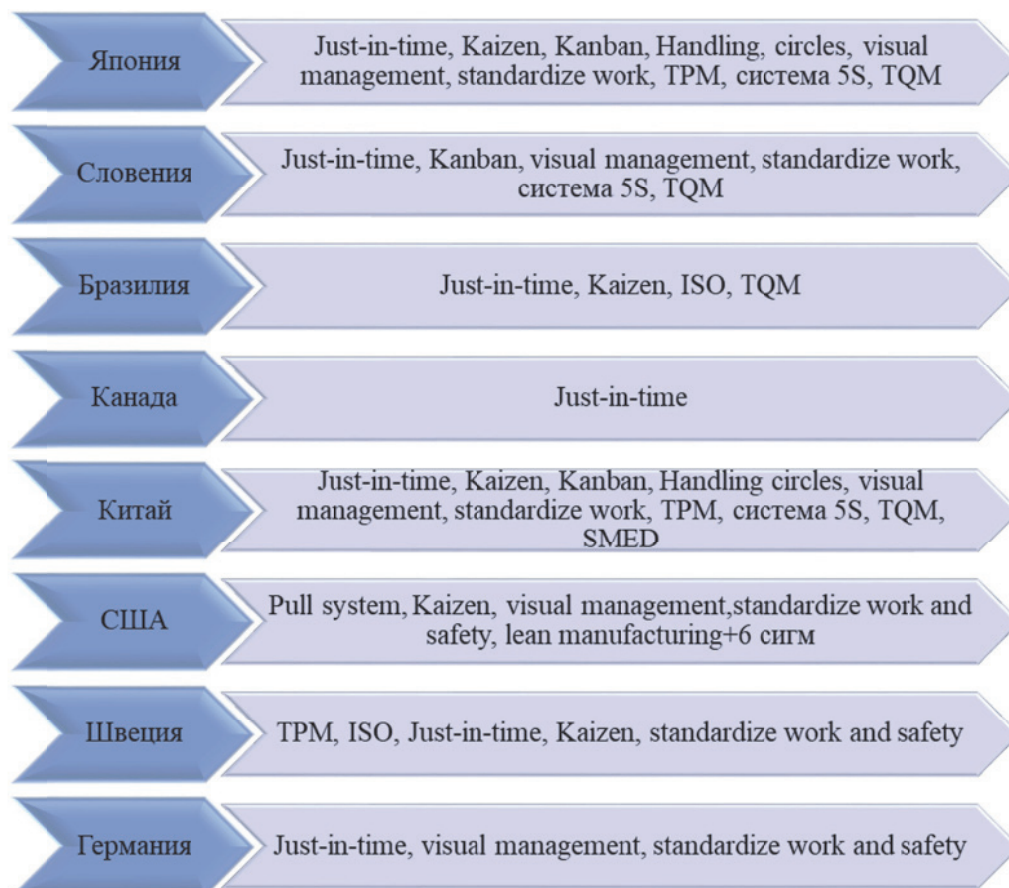 Япония
Just-in-time, Kaizen, Kanban, Handling, circles, visual
management, standardize work, TPM, система 5S, TQM
Словения
Just-in-time, Kanban, visual management, standardize work,
система 5S, TQM
Бразилия
Just-in-time, Kaizen, ISO, TQM
Канада
Just-in-time
Китай
Just-in-time, Kaizen, Kanban, Handling circles, visual
management, standardize work, TPM, система 5S, TQM,
SMED
США
Pull system, Kaizen, visual management,standardize work and
safety, lean manufacturing+6 сигм
Швеция
TPM, ISO, Just-in-time, Kaizen, standardize work and safety
Германия
Just-in-time, visual management, standardize work and safety